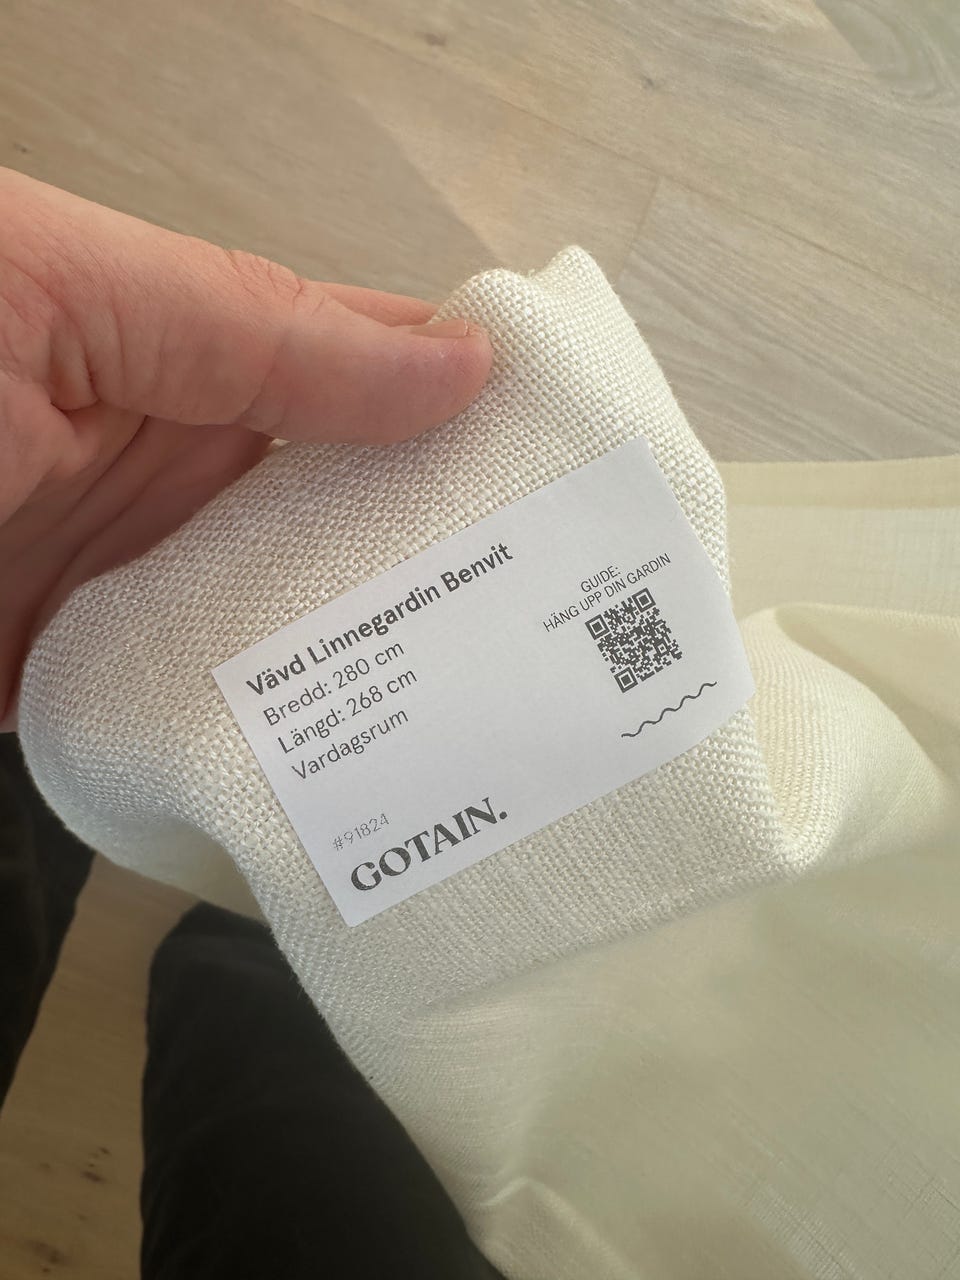 Vävd Linnegardin Benvit
Bredd: 280 cm
Längd: 268 cm
Vardagsrum
GUIDE:
HÄNG UPP DIN GARDIN
#91824
GOTAIN.